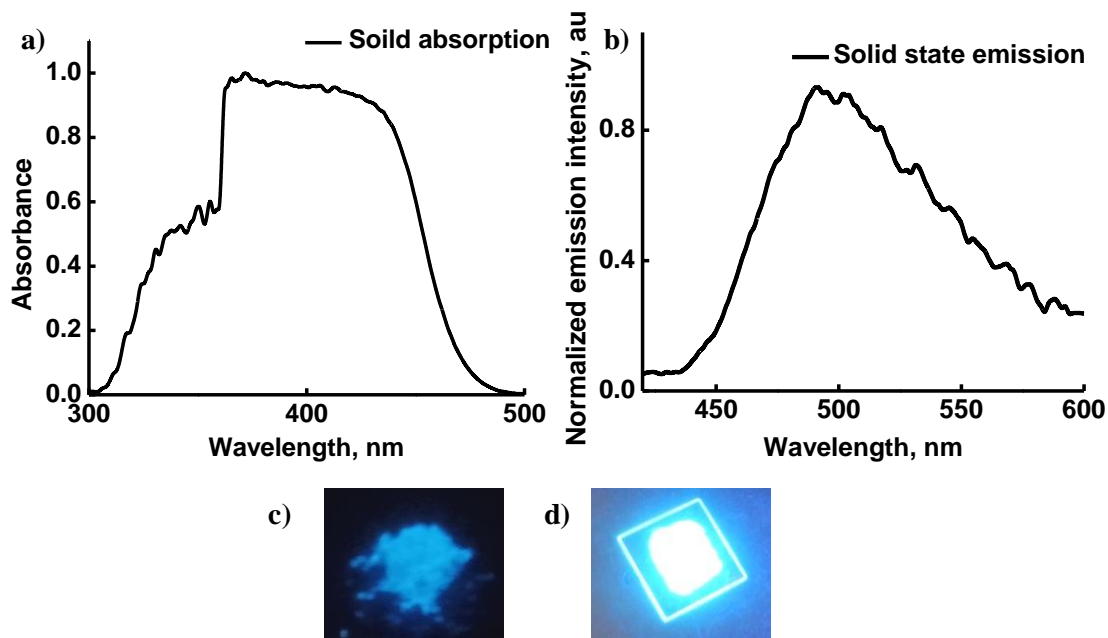 a)
Soild absorption
Absorbance
1.0
0.8
0.6
0.4
0.2
0.0
300
400
500
Wavelength, nm
b)
Solid state emission
Normalized emission intensity, au
0.8
0.4
0.0
450
500
550
600
Wavelength, nm
c)
d)